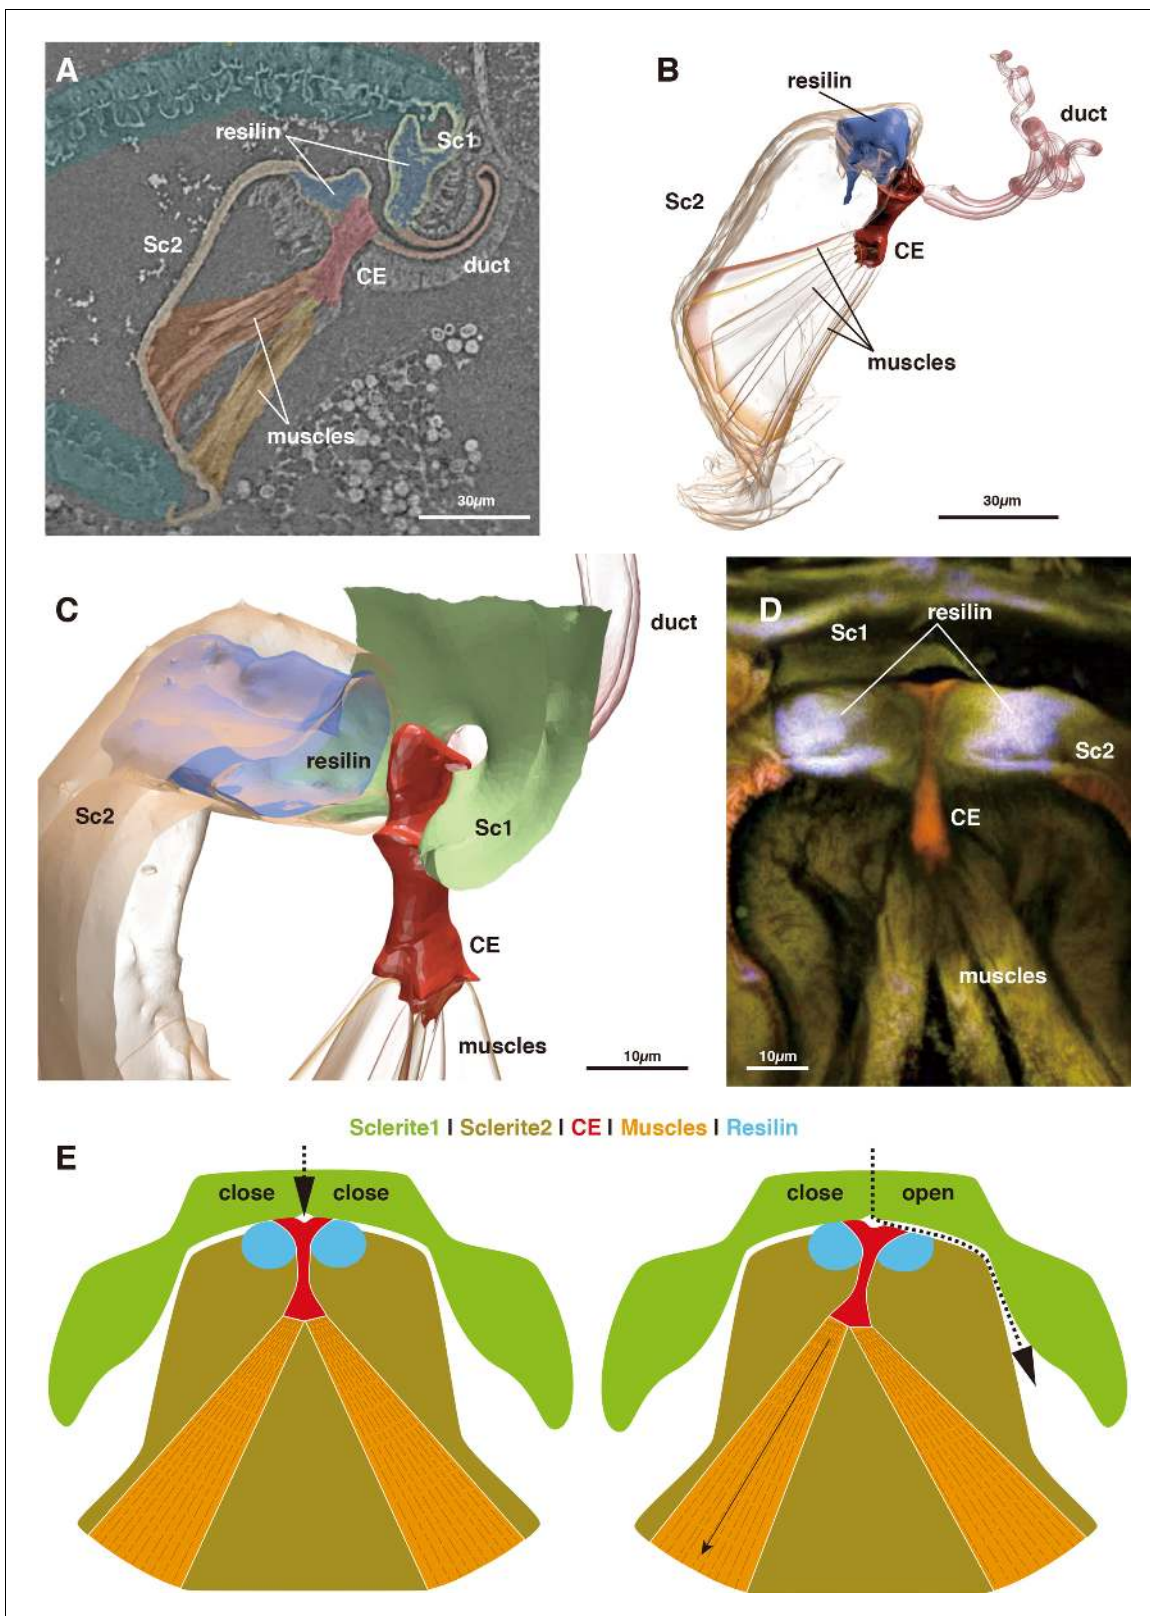 A
resilin
Sc1
Sc2
CE
duct
muscles
30µm
B
resilin
duct
Sc2
CE
muscles
30µm
C
duct
resilin
Sc2
Sc1
CE
muscles
10µm
D
resilin
Sc1
Sc2
CE
muscles
10µm
Sclerite1 I Sclerite2 I CE I Muscles I Resilin
E
close close
close open